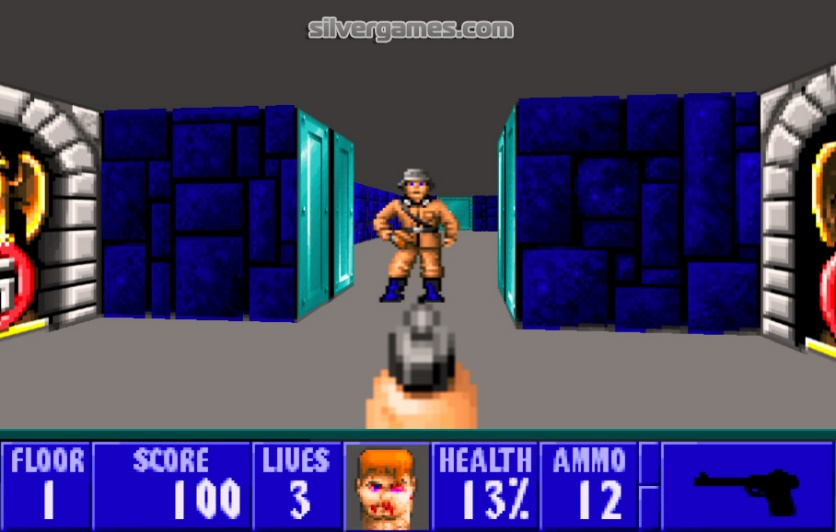 silvergames.com
FLOOR SCORE LIVES HEALTH AMMO
1 100 3 13% 12